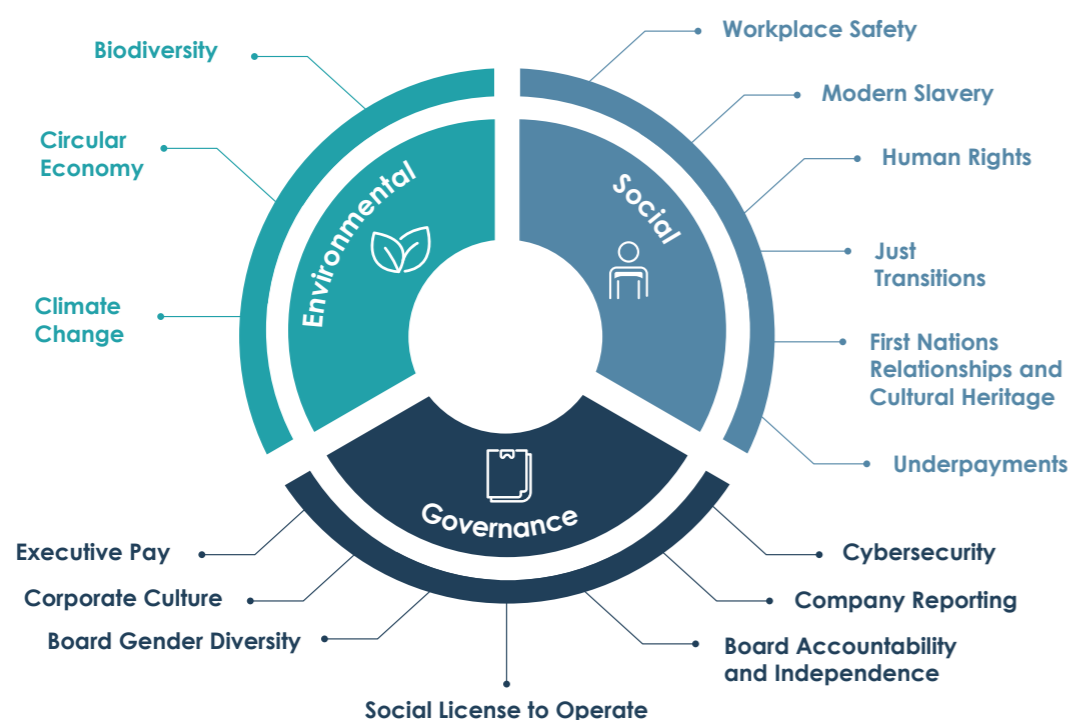 Biodiversity
Circular
Economy
Climate
Change
Environmental
Social
Workplace Safety
Modern Slavery
Human Rights
Just
Transitions
First Nations
Relationships and
Cultural Heritage
Underpayments
Governance
Executive Pay
Corporate Culture
Board Gender Diversity
Social License to Operate
Cybersecurity
Company Reporting
Board Accountability
and Independence